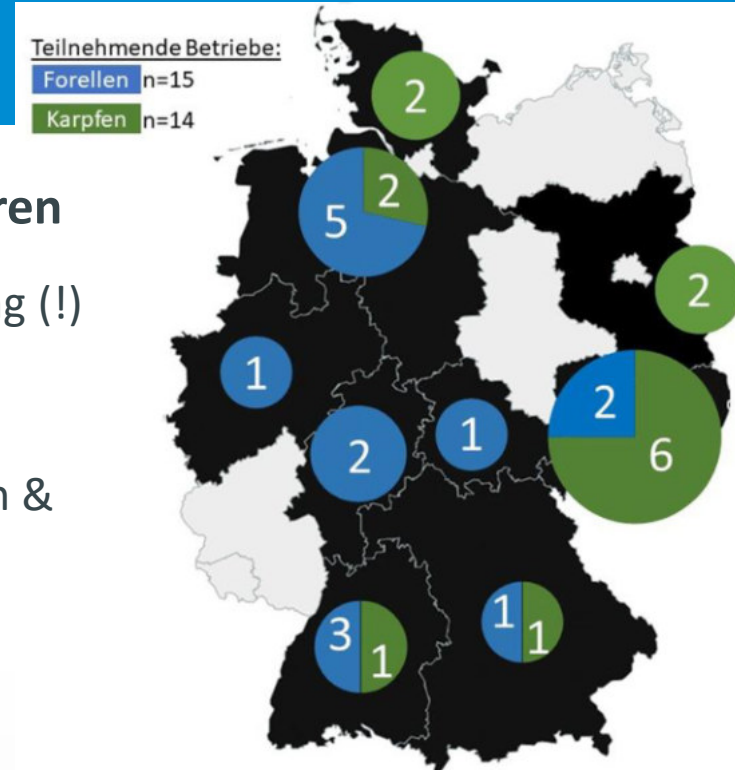 Teilnehmende Betriebe:
Forellen n=15
Karpfen n=14
ren
g (!)
n &
2
2
5
2
1
2
1
2
6
3
1
1
1